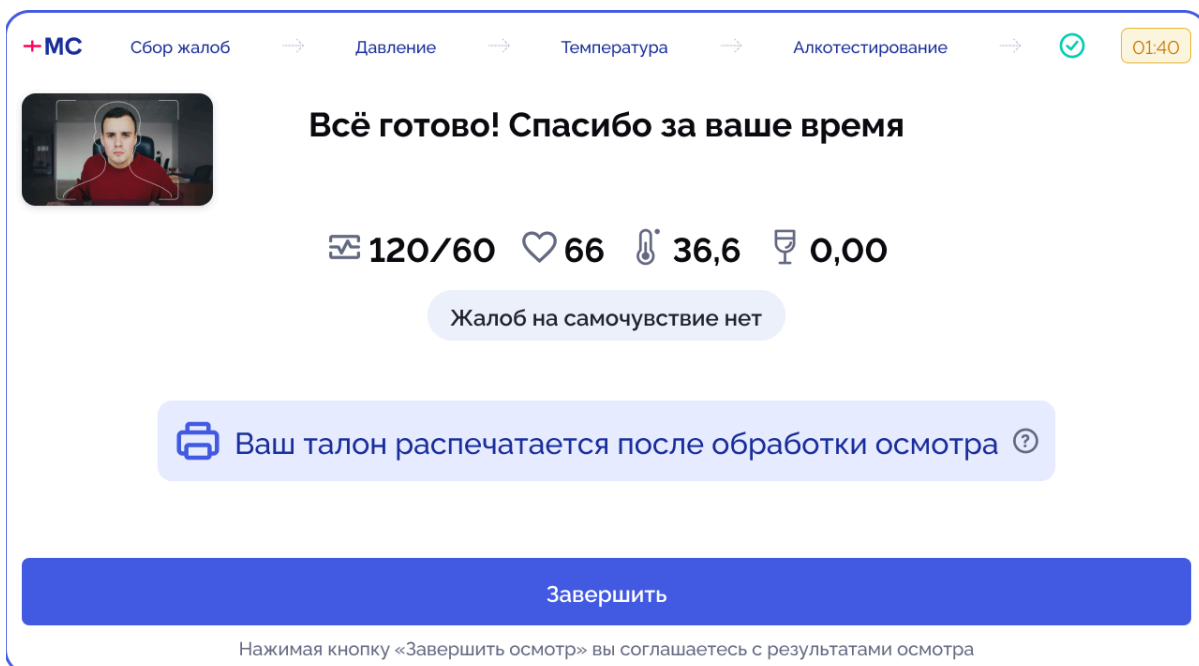 +МС Сбор жалоб Давление Температура Алкотестирование 01:40
Всё готово! Спасибо за ваше время
120/60 66 36,6 0,00
Жалоб на самочувствие нет
Ваш талон распечатается после обработки осмотра ?
Завершить
Нажимая кнопку «Завершить осмотр» вы соглашаетесь с результатами осмотра